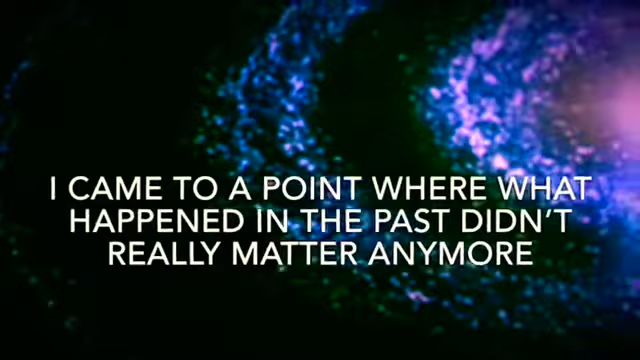 I CAME TO A POINT WHERE WHAT
HAPPENED IN THE PAST DIDN'T
REALLY MATTER ANYMORE